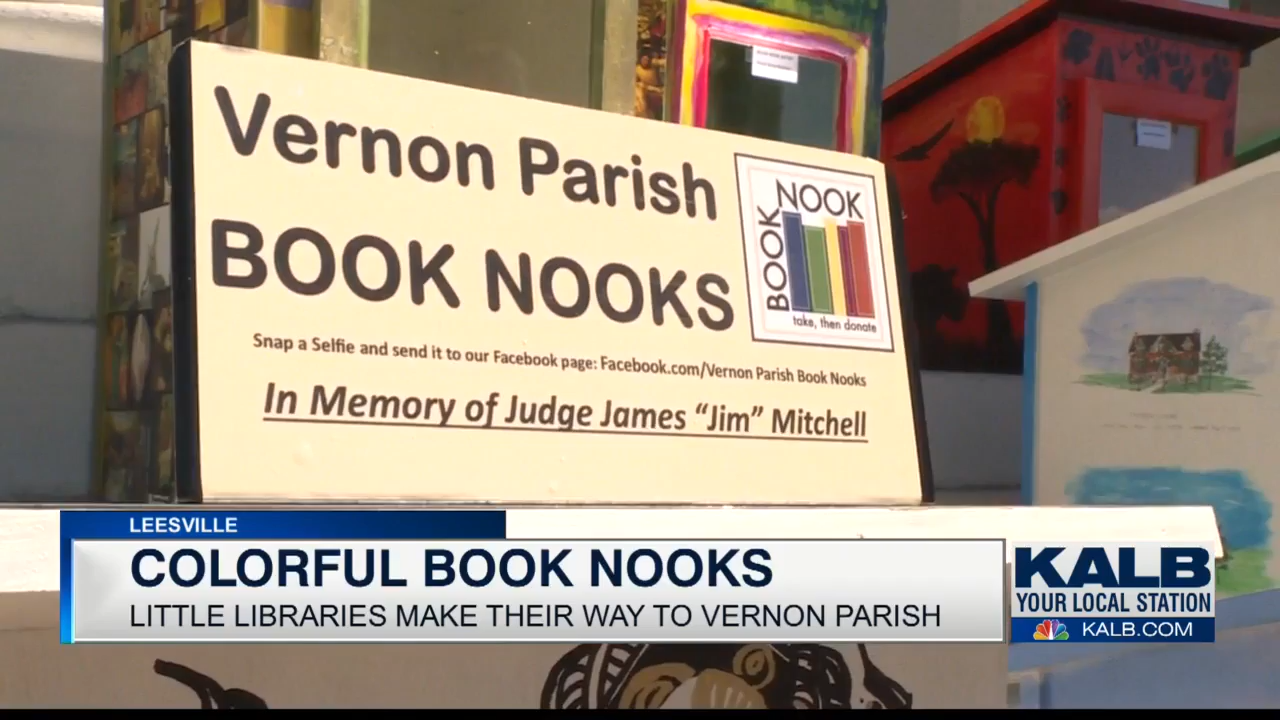 Vernon Parish
BOOK NOOKS
BOOK
NOOK
take, then donate
Snap a Selfie and send it to our Facebook page: Facebook.com/Vernon Parish Book Nooks
In Memory of Judge James “Jim” Mitchell
LEESVILLE
COLORFUL BOOK NOOKS
LITTLE LIBRARIES MAKE THEIR WAY TO VERNON PARISH
KALB
YOUR LOCAL STATION
KALB.COM